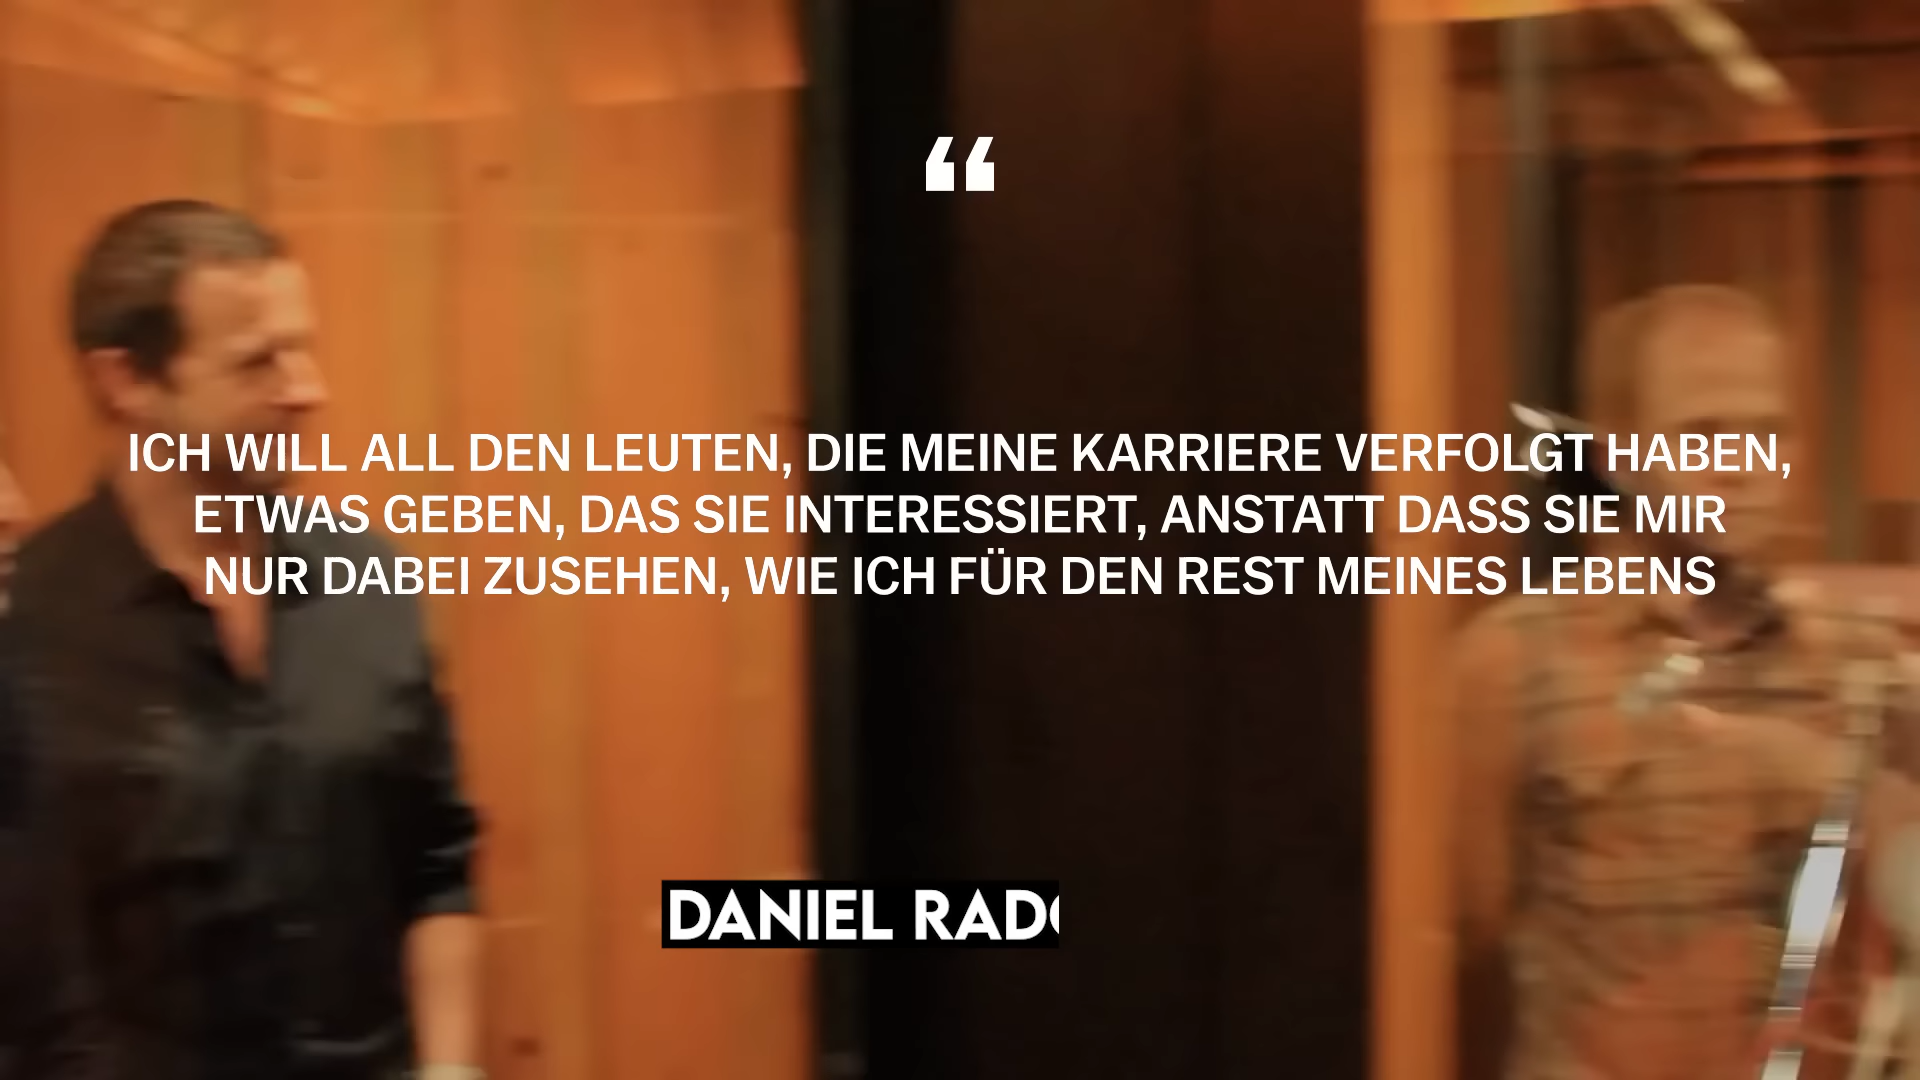 “
ICH WILL ALL DEN LEUTEN, DIE MEINE KARRIERE VERFOLGT HABEN,
ETWAS GEBEN, DAS SIE INTERESSIERT, ANSTATT DASS SIE MIR
NUR DABEI ZUSEHEN, WIE ICH FÜR DEN REST MEINES LEBENS
DANIEL RAD